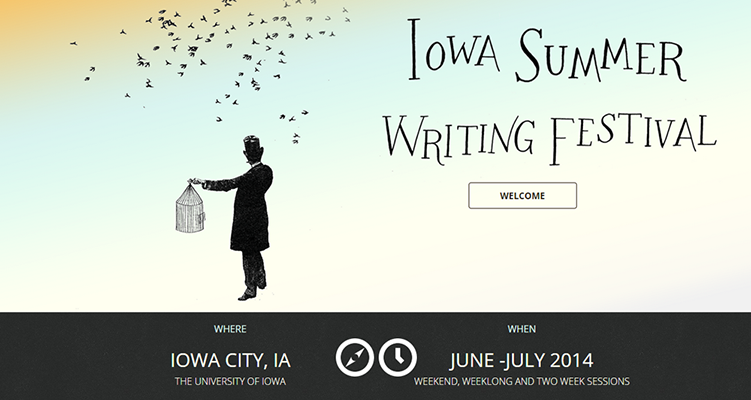 Iowa Summer
Writing Festival
WELCOME
WHERE
IOWA CITY, IA
THE UNIVERSITY OF IOWA
WHEN
JUNE -JULY 2014
WEEKEND, WEEKLONG AND TWO WEEK SESSIONS